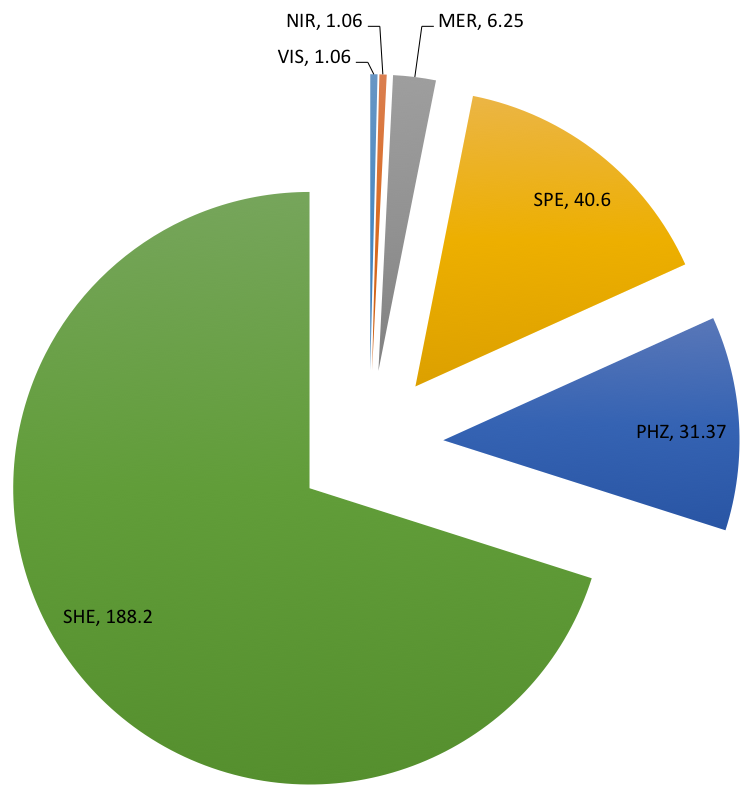 NIR, 1.06
MER, 6.25
VIS, 1.06
SPE, 40.6
PHZ, 31.37
SHE, 188.2